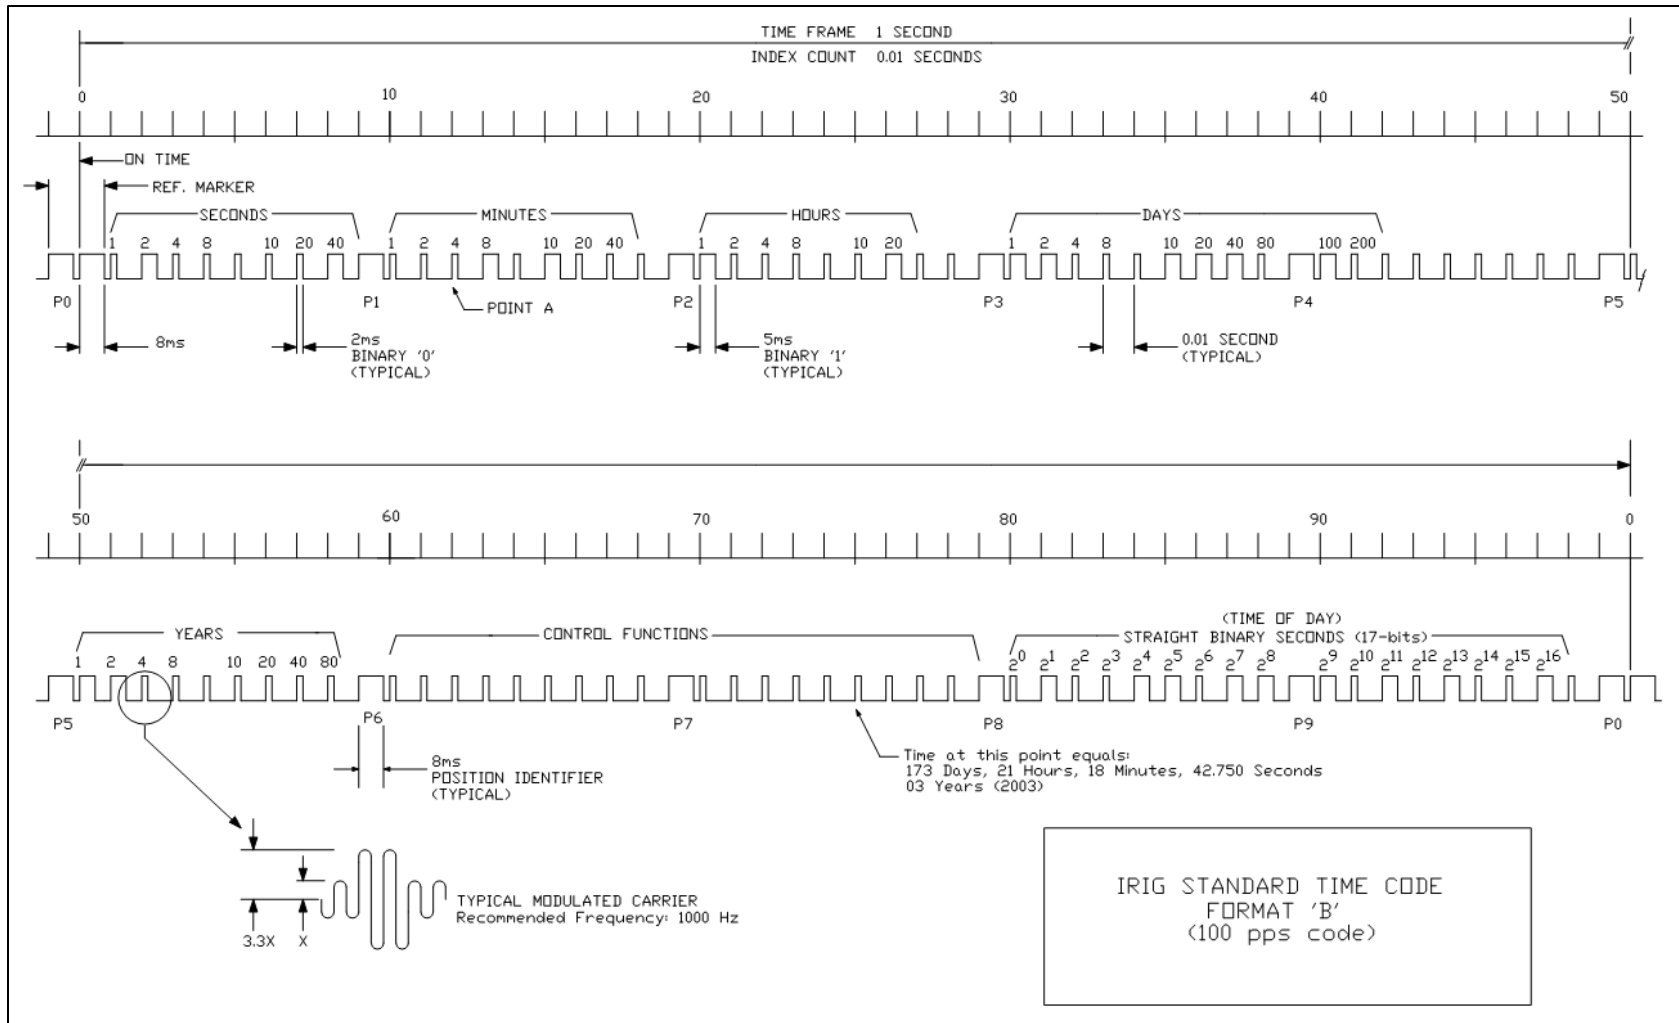 TIME FRAME 1 SECOND
INDEX COUNT 0.01 SECONDS
0 10 20 30 40 50
ON TIME
REF. MARKER
SECONDS MINUTES HOURS DAYS
1 2 4 8 10 20 40 1 2 4 8 10 20 40 1 2 4 8 10 20 1 2 4 8 10 20 40 80 100 200
P0 P1 P2 P3 P4 P5
POINT A
8ms
2ms
BINARY '0'
(TYPICAL)
5ms
BINARY '1'
(TYPICAL)
0.01 SECOND
(TYPICAL)
50 60 70 80 90 0
YEARS
CONTROL FUNCTIONS
(TIME OF DAY)
STRAIGHT BINARY SECONDS (17-bits)
1 2 4 8 10 20 40 80
2^0 2^1 2^2 2^3 2^4 2^5 2^6 2^7 2^8 2^9 2^10 2^11 2^12 2^13 2^14 2^15 2^16
P5 P6 P7 P8 P9 P0
8ms
POSITION IDENTIFIER
(TYPICAL)
Time at this point equals:
173 Days, 21 Hours, 18 Minutes, 42.750 Seconds
03 Years (2003)
TYPICAL MODULATED CARRIER
Recommended Frequency: 1000 Hz
3.3X X
IRIG STANDARD TIME CODE
FORMAT 'B'
(100 pps code)